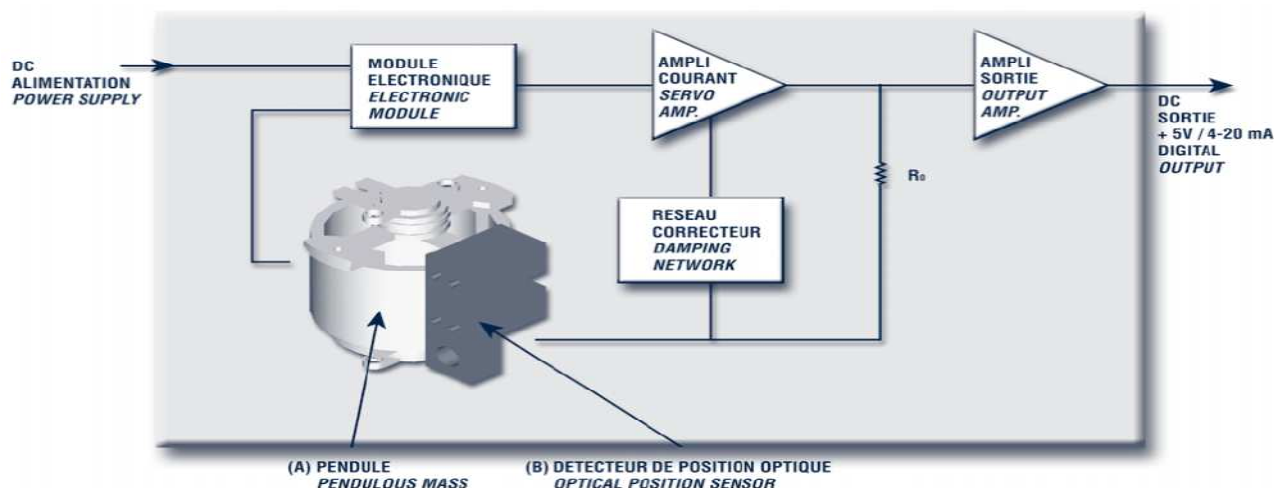 DC
ALIMENTATION
POWER SUPPLY
MODULE
ELECTRONIQUE
ELECTRONIC
MODULE
AMPLI
COURANT
SERVO
AMP.
AMPLI
SORTIE
OUTPUT
AMP.
DC
SORTIE
+ 5V / 4-20 mA
DIGITAL
OUTPUT
R₀
RESEAU
CORRECTEUR
DAMPING
NETWORK
(A) PENDULE
PENDULOUS MASS
(B) DETECTEUR DE POSITION OPTIQUE
OPTICAL POSITION SENSOR